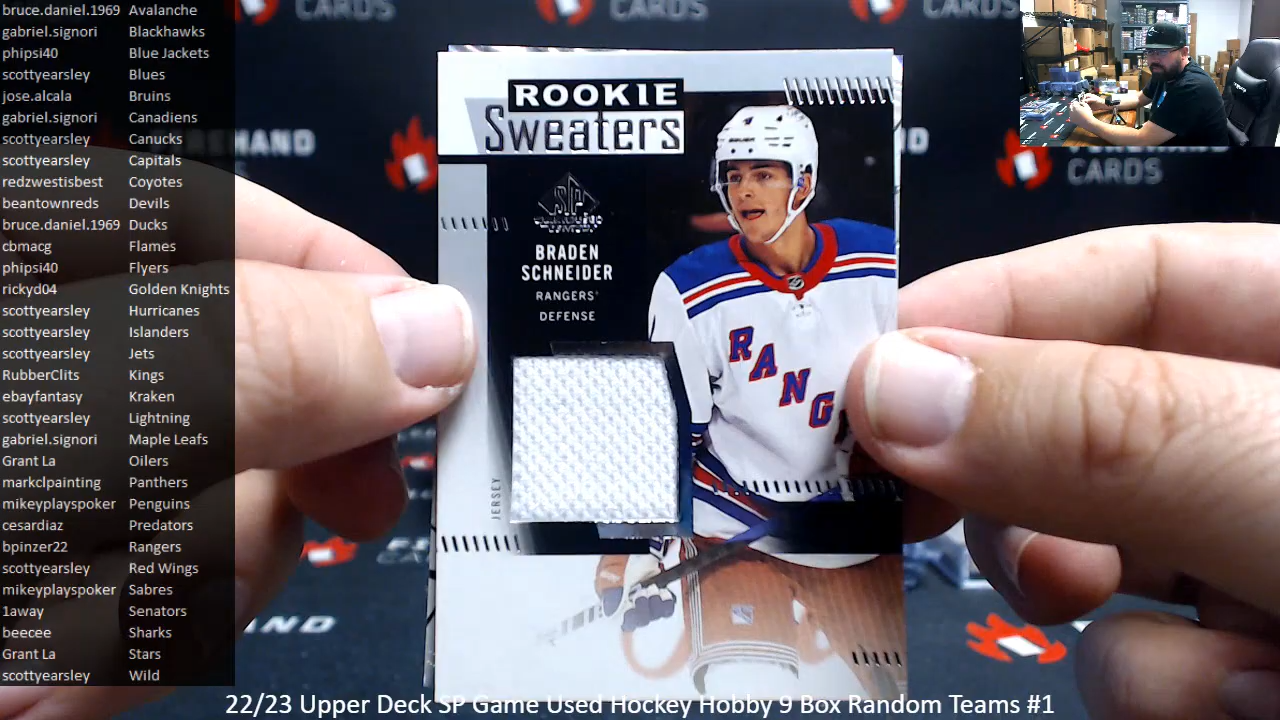 bruce.daniel.1969 Avalanche
gabriel.signori Blackhawks
phipsi40 Blue Jackets
scottyearsley Blues
jose.alcala Bruins
gabriel.signori Canadiens
scottyearsley Canucks
scottyearsley Capitals
redzwestisbest Coyotes
beantownreds Devils
bruce.daniel.1969 Ducks
cbmacg Flames
phipsi40 Flyers
rickyd04 Golden Knights
scottyearsley Hurricanes
scottyearsley Islanders
scottyearsley Jets
RubberClits Kings
ebayfantasy Kraken
scottyearsley Lightning
gabriel.signori Maple Leafs
Grant La Oilers
markclpainting Panthers
mikeyplayspoker Penguins
cesardiaz Predators
bpinzer22 Rangers
scottyearsley Red Wings
mikeyplayspoker Sabres
1away Senators
beecee Sharks
Grant La Stars
scottyearsley Wild
CARDS
CARDS
CARDS
CARDS
ROOKIE
Sweaters
SP
BRADEN
SCHNEIDER
RANGERS
DEFENSE
JERSEY
RANG
22/23 Upper Deck SP Game Used Hockey Hobby 9 Box Random Teams #1